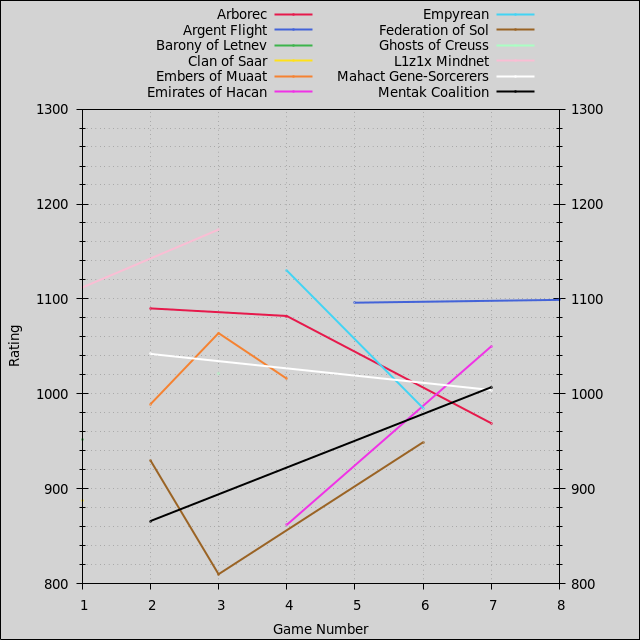 Arborec Empyrean
Argent Flight Federation of Sol
Barony of Letnev Ghosts of Creuss
Clan of Saar L1z1x Mindnet
Embers of Muaat Mahact Gene-Sorcerers
Emirates of Hacan Mentak Coalition
1300 1300
1200 1200
1100 1100
Rating
1000 1000
900 900
800 800
1 2 3 4 5 6 7 8
Game Number